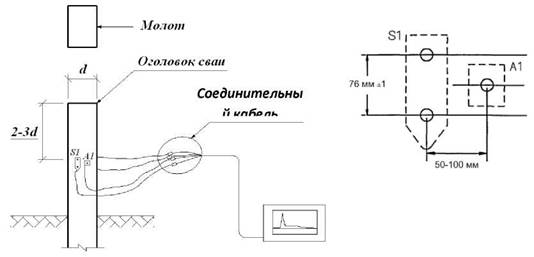 Молот
d
Оголовок сваи
Соединительны
й кабель
2-3d
S1 A1
S1
A1
76 мм ±1
50-100 мм